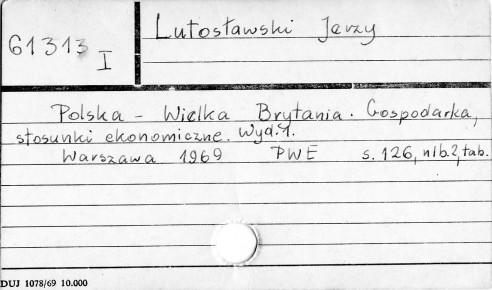 Lutosławski Jerzy
61313 I
Polska - Wielka Brytania. Gospodarka,
stosunki ekonomiczne. Wyd. 1.
Warszawa 1969 PWE s. 126, nlb. 2, tab.
DUJ 1078/69 10.000